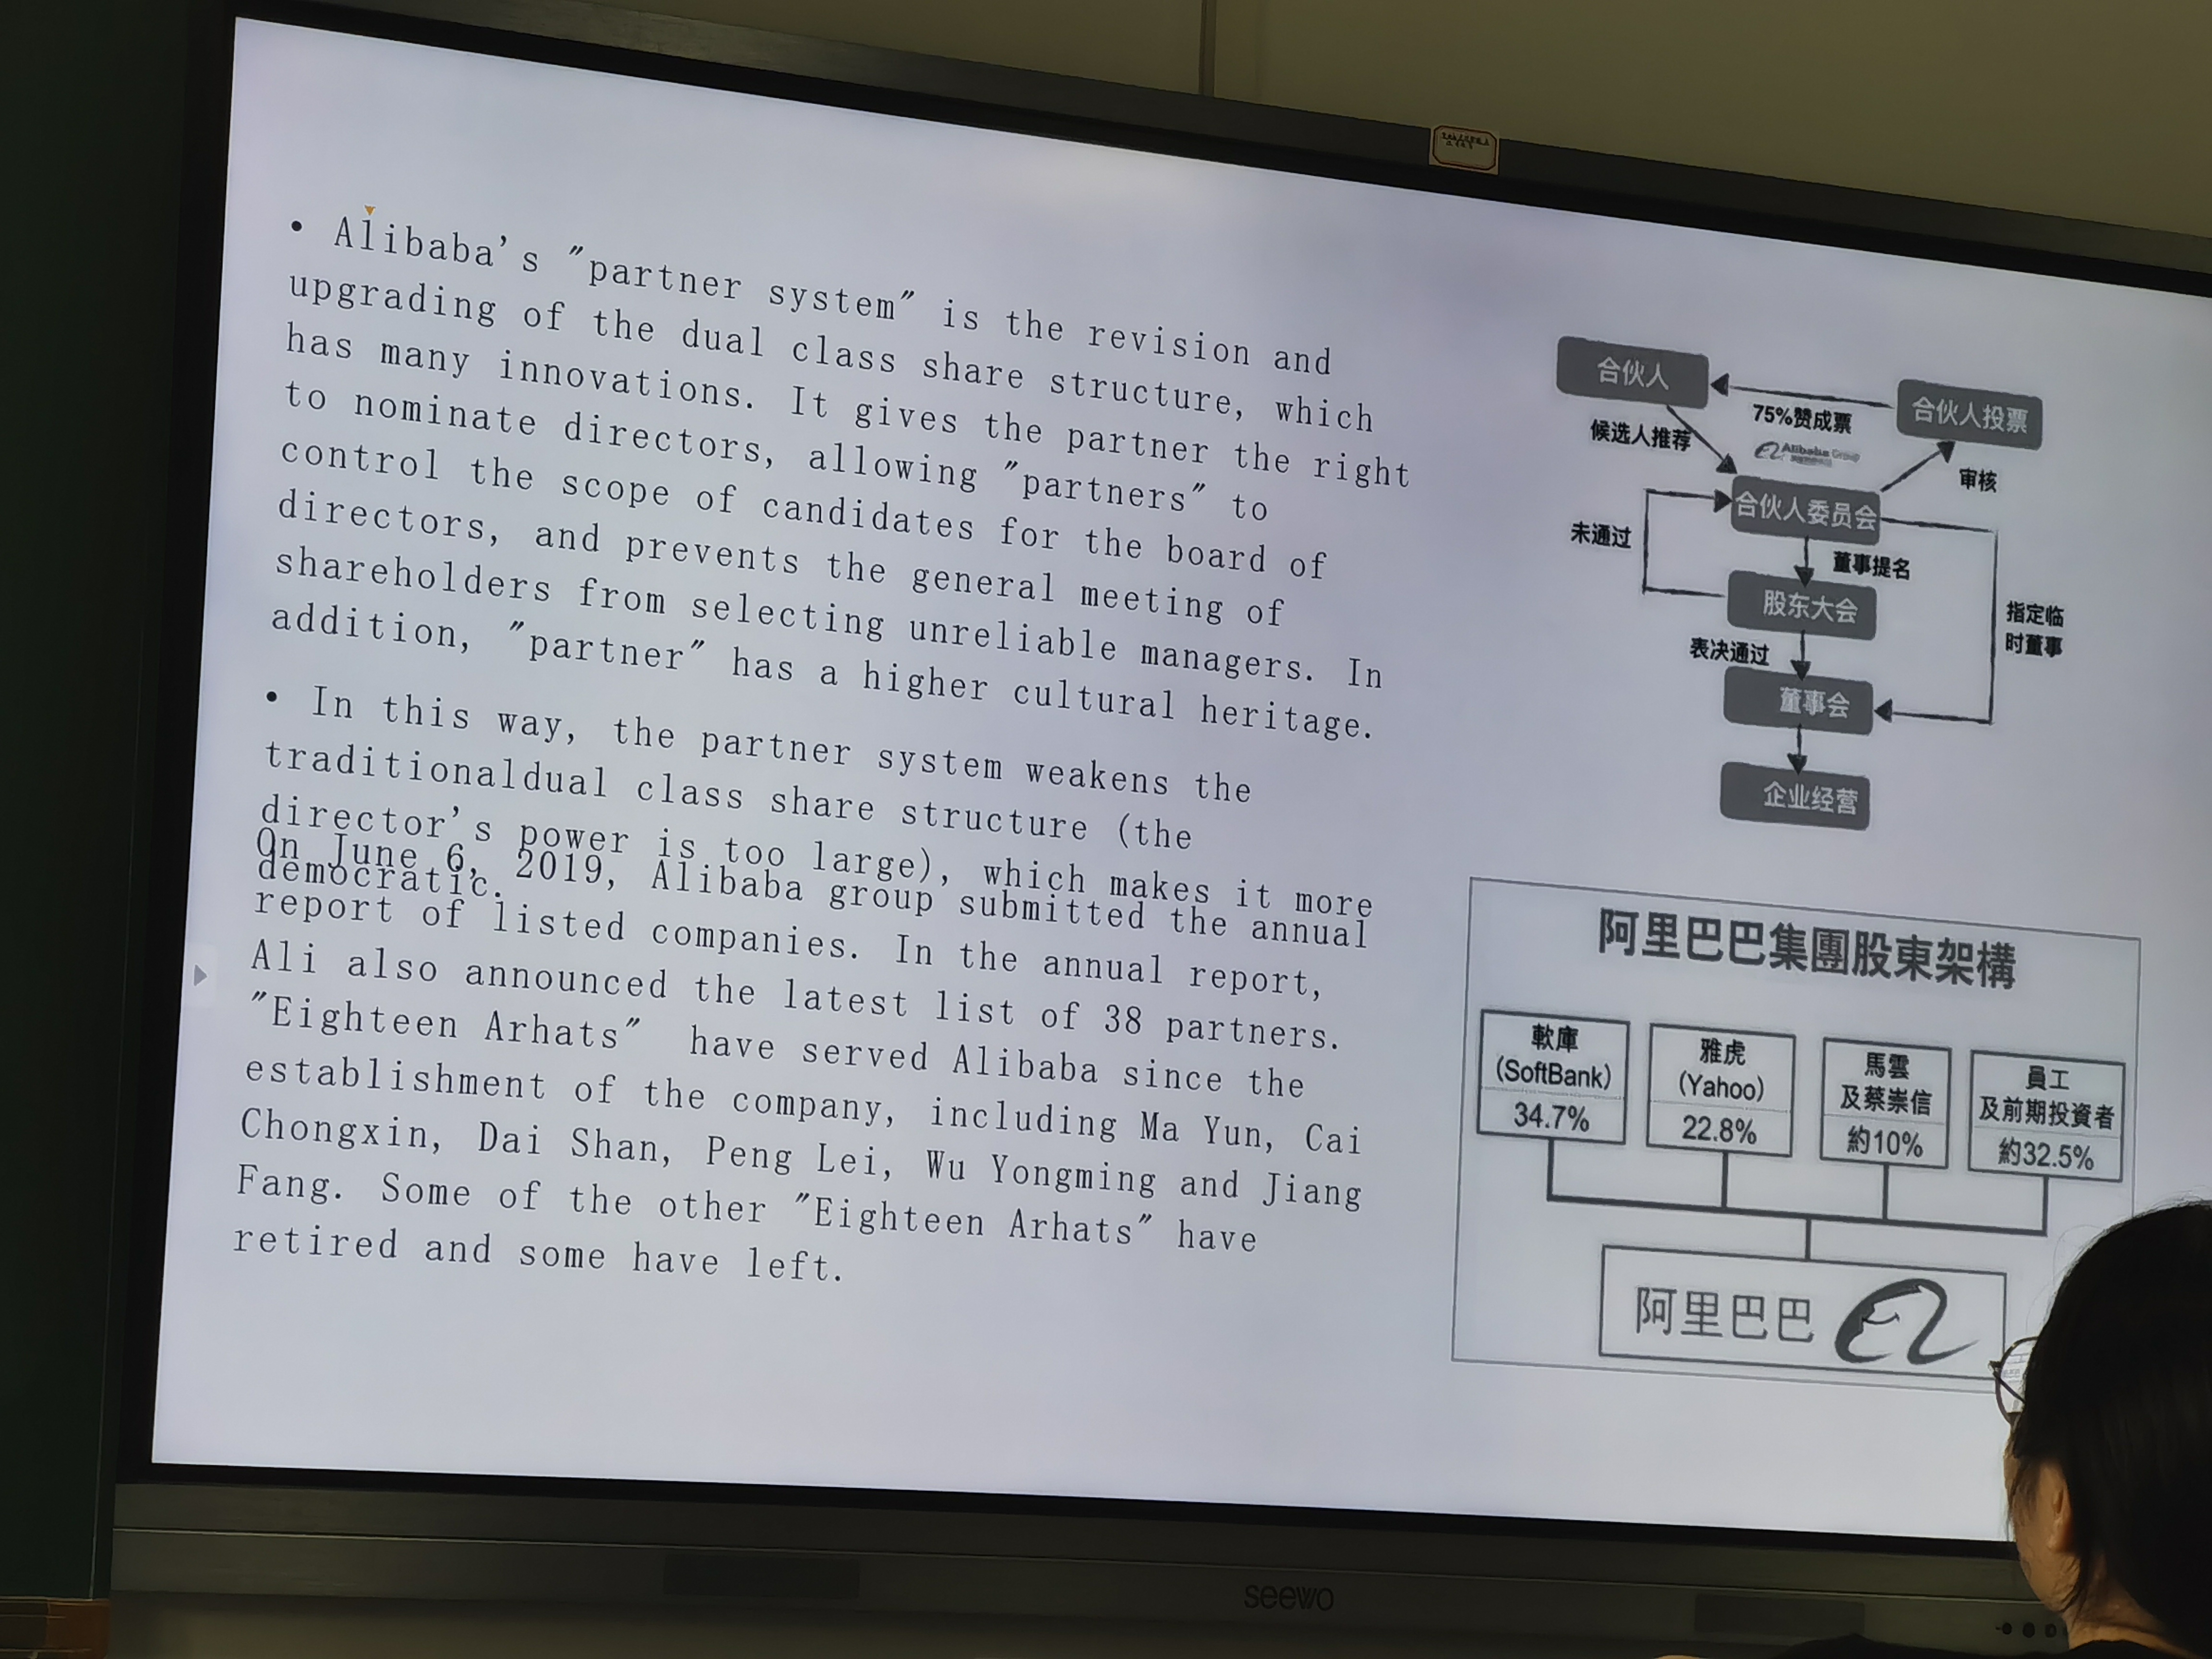 • Alibaba's "partner system" is the revision and
upgrading of the dual class share structure, which
has many innovations. It gives the partner the right
to nominate directors, allowing "partners" to
control the scope of candidates for the board of
directors, and prevents the general meeting of
shareholders from selecting unreliable managers. In
addition, "partner" has a higher cultural heritage.
• In this way, the partner system weakens the
traditionaldual class share structure (the
director's power is too large), which makes it more
democratic.
On June 6, 2019, Alibaba group submitted the annual
report of listed companies. In the annual report,
Ali also announced the latest list of 38 partners.
"Eighteen Arhats" have served Alibaba since the
establishment of the company, including Ma Yun, Cai
Chongxin, Dai Shan, Peng Lei, Wu Yongming and Jiang
Fang. Some of the other "Eighteen Arhats" have
retired and some have left.
合伙人
合伙人投票
75%赞成票
候选人推荐
Alibaba Group
审核
合伙人委员会
未通过
董事提名
股东大会
指定临
时董事
表决通过
董事会
企业经营
阿里巴巴集團股東架構
軟庫
(SoftBank)
34.7%
雅虎
(Yahoo)
22.8%
馬雲
及蔡崇信
約10%
員工
及前期投資者
約32.5%
阿里巴巴
seewo